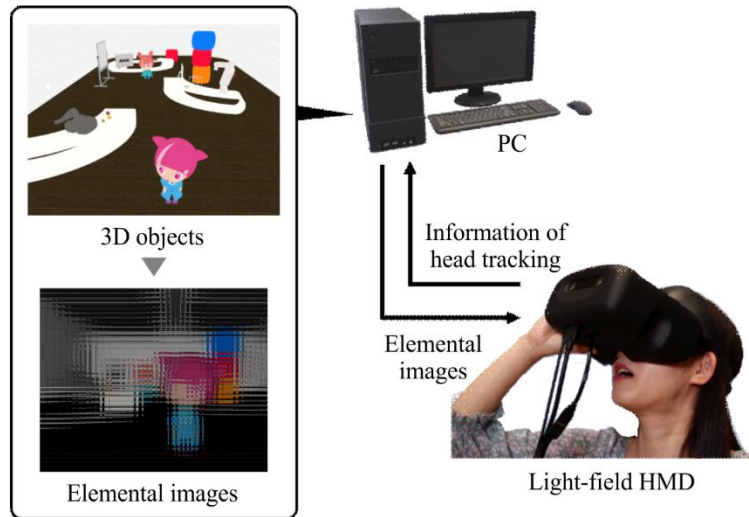 3D objects
Elemental images
PC
Information of
head tracking
Elemental
images
Light-field HMD